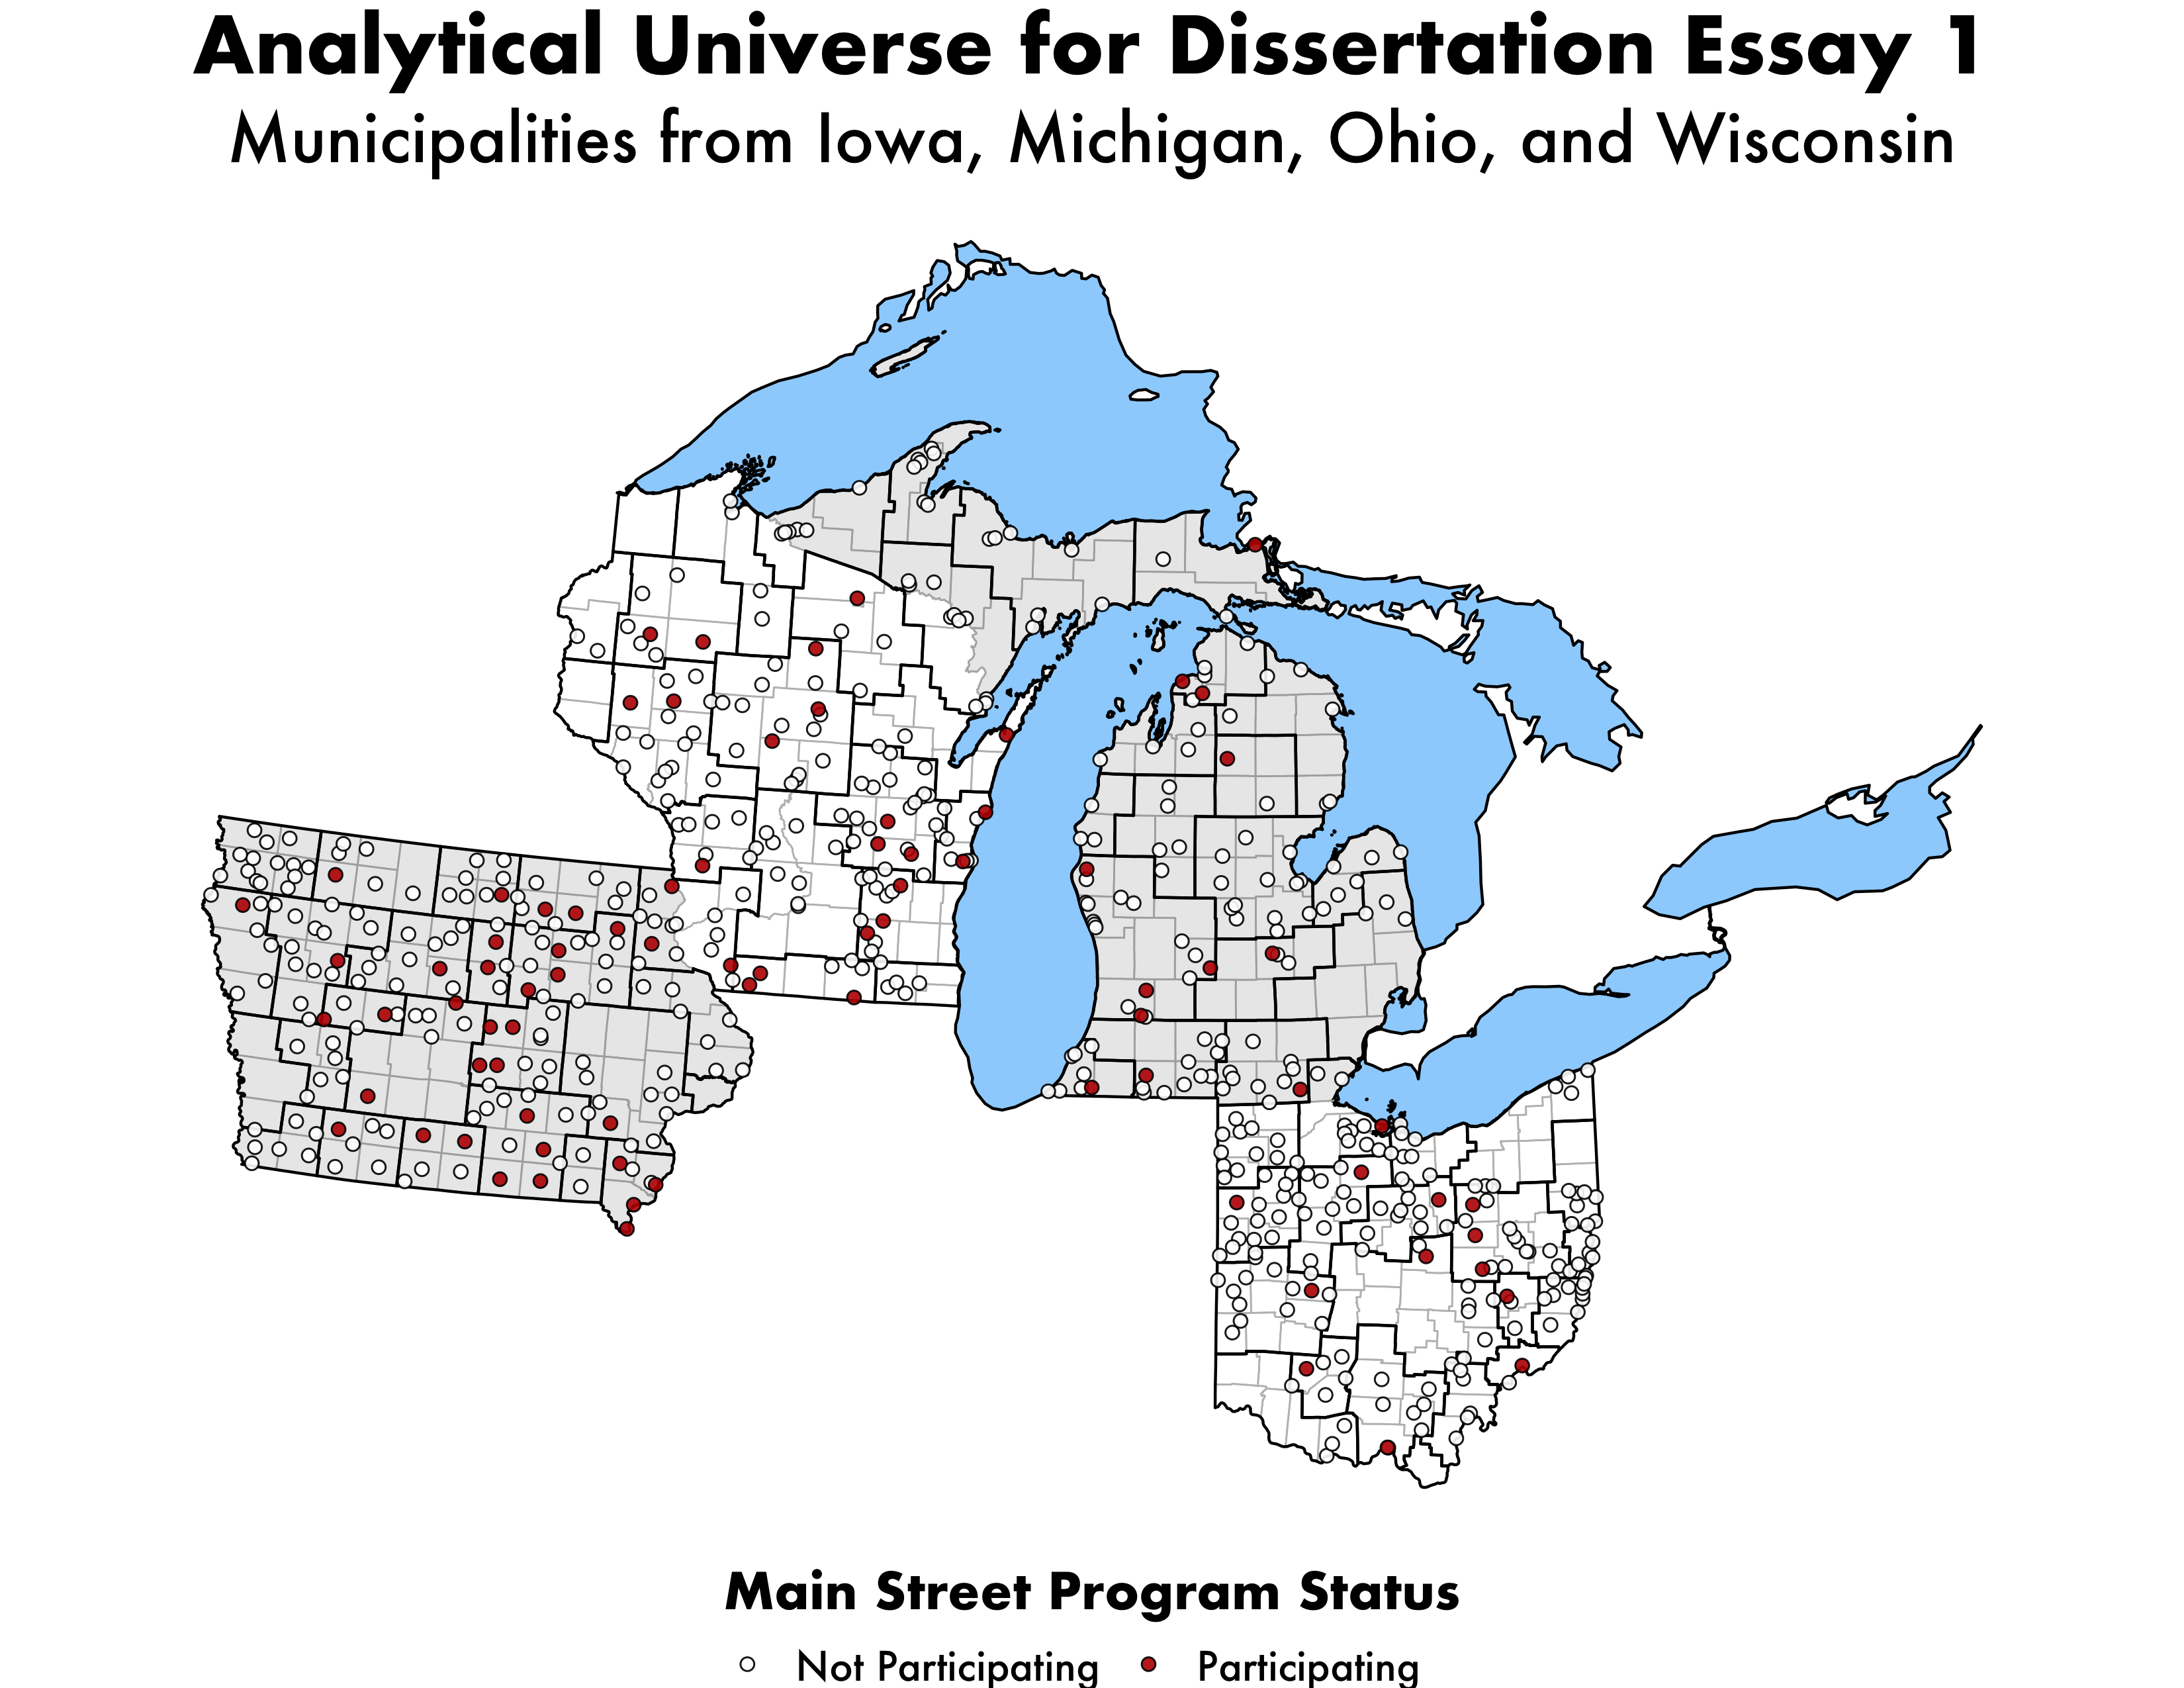 Analytical Universe for Dissertation Essay 1
Municipalities from Iowa, Michigan, Ohio, and Wisconsin
Main Street Program Status
Not Participating Participating